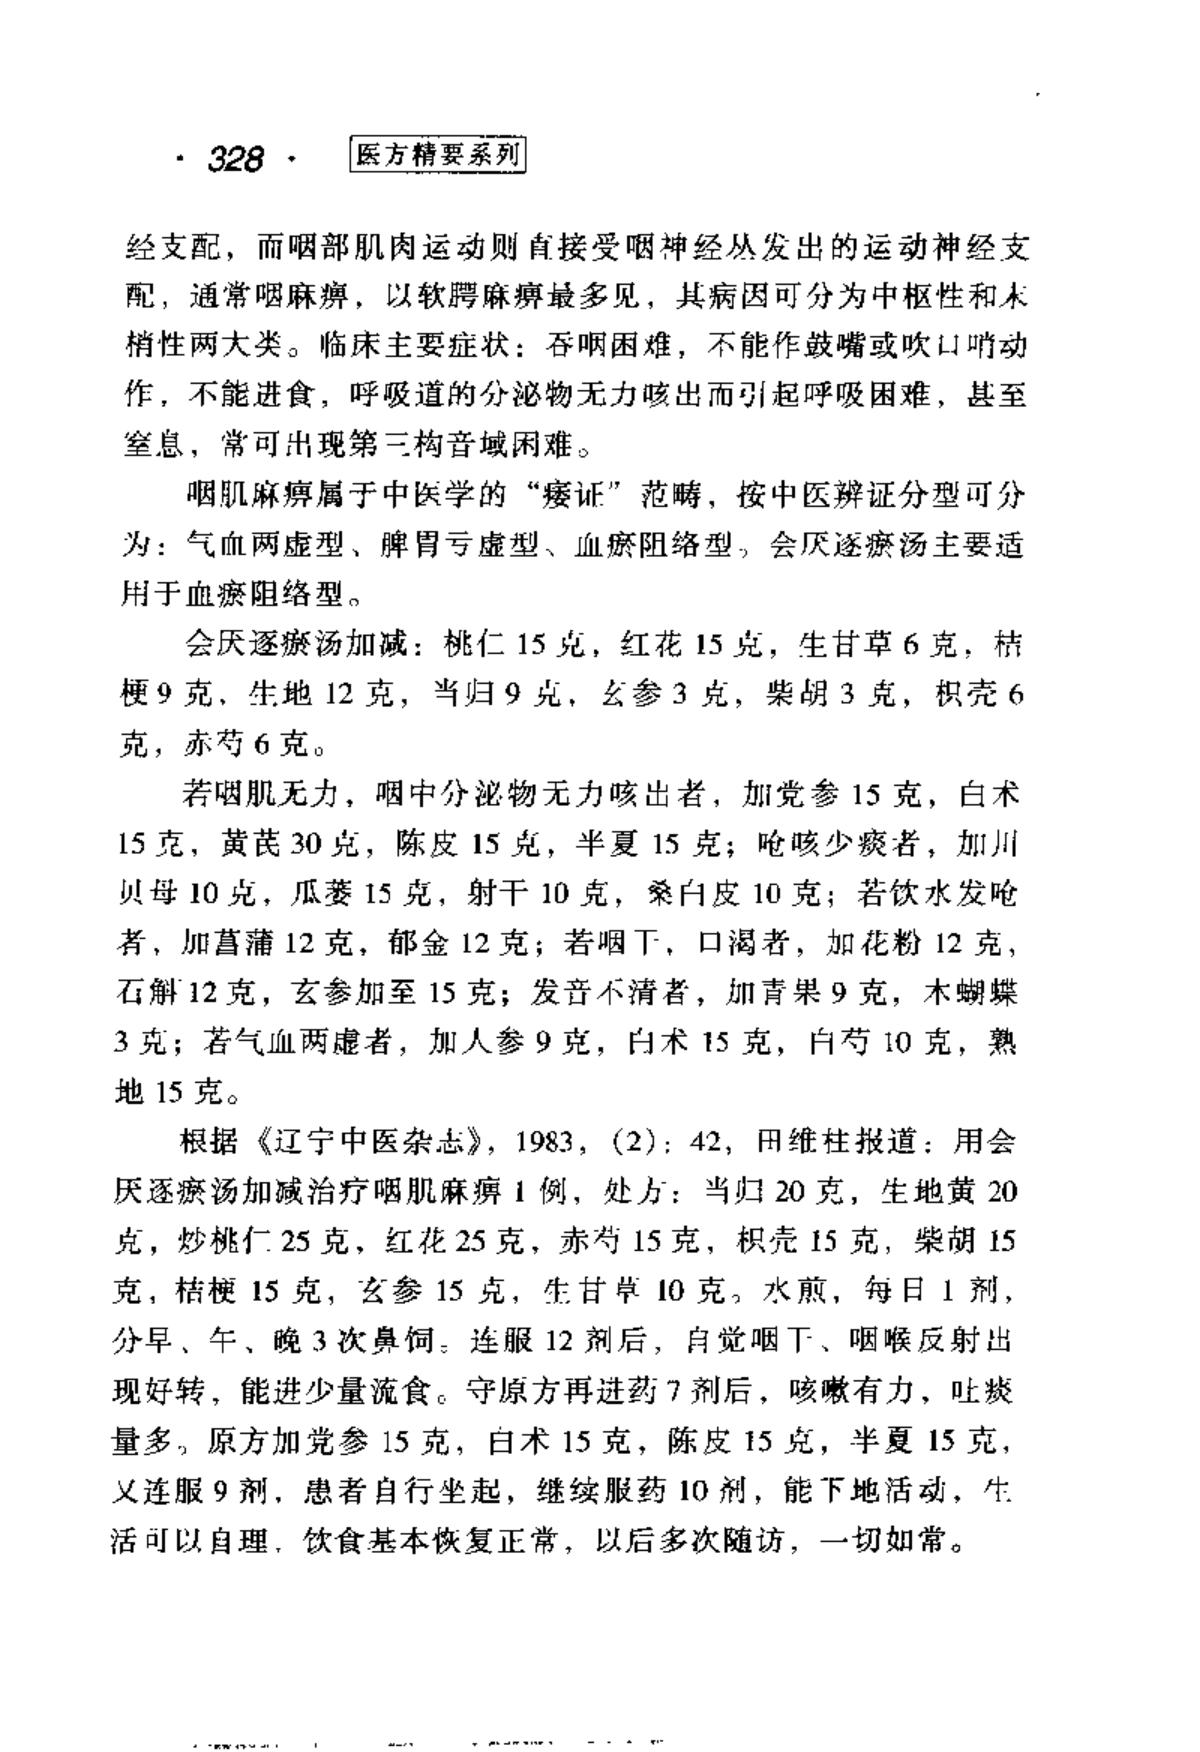 · 328 · 医方精要系列
经支配，而咽部肌肉运动则直接受咽神经丛发出的运动神经支
配，通常咽麻痹，以软腭麻痹最多见，其病因可分为中枢性和末
梢性两大类。临床主要症状：吞咽困难，不能作鼓嘴或吹口哨动
作，不能进食，呼吸道的分泌物无力咳出而引起呼吸困难，甚至
窒息，常可出现第三构音域困难。
咽肌麻痹属于中医学的“痿证”范畴，按中医辨证分型可分
为：气血两虚型、脾胃亏虚型、血瘀阻络型。会厌逐瘀汤主要适
用于血瘀阻络型。
会厌逐瘀汤加减：桃仁 15 克，红花 15 克，生甘草 6 克，桔
梗 9 克，生地 12 克，当归 9 克，玄参 3 克，柴胡 3 克，枳壳 6
克，赤芍 6 克。
若咽肌无力，咽中分泌物无力咳出者，加党参 15 克，白术
15 克，黄芪 30 克，陈皮 15 克，半夏 15 克；呛咳少痰者，加川
贝母 10 克，瓜蒌 15 克，射干 10 克，桑白皮 10 克；若饮水发呛
者，加菖蒲 12 克，郁金 12 克；若咽干，口渴者，加花粉 12 克，
石斛 12 克，玄参加至 15 克；发音不清者，加青果 9 克，木蝴蝶
3 克；若气血两虚者，加人参 9 克，白术 15 克，白芍 10 克，熟
地 15 克。
根据《辽宁中医杂志》，1983，（2）：42，田维柱报道：用会
厌逐瘀汤加减治疗咽肌麻痹 1 例，处方：当归 20 克，生地黄 20
克，炒桃仁 25 克，红花 25 克，赤芍 15 克，枳壳 15 克，柴胡 15
克，桔梗 15 克，玄参 15 克，生甘草 10 克。水煎，每日 1 剂，
分早、午、晚 3 次鼻饲。连服 12 剂后，自觉咽干、咽喉反射出
现好转，能进少量流食。守原方再进药 7 剂后，咳嗽有力，吐痰
量多。原方加党参 15 克，白术 15 克，陈皮 15 克，半夏 15 克，
又连服 9 剂，患者自行坐起，继续服药 10 剂，能下地活动，生
活可以自理，饮食基本恢复正常，以后多次随访，一切如常。